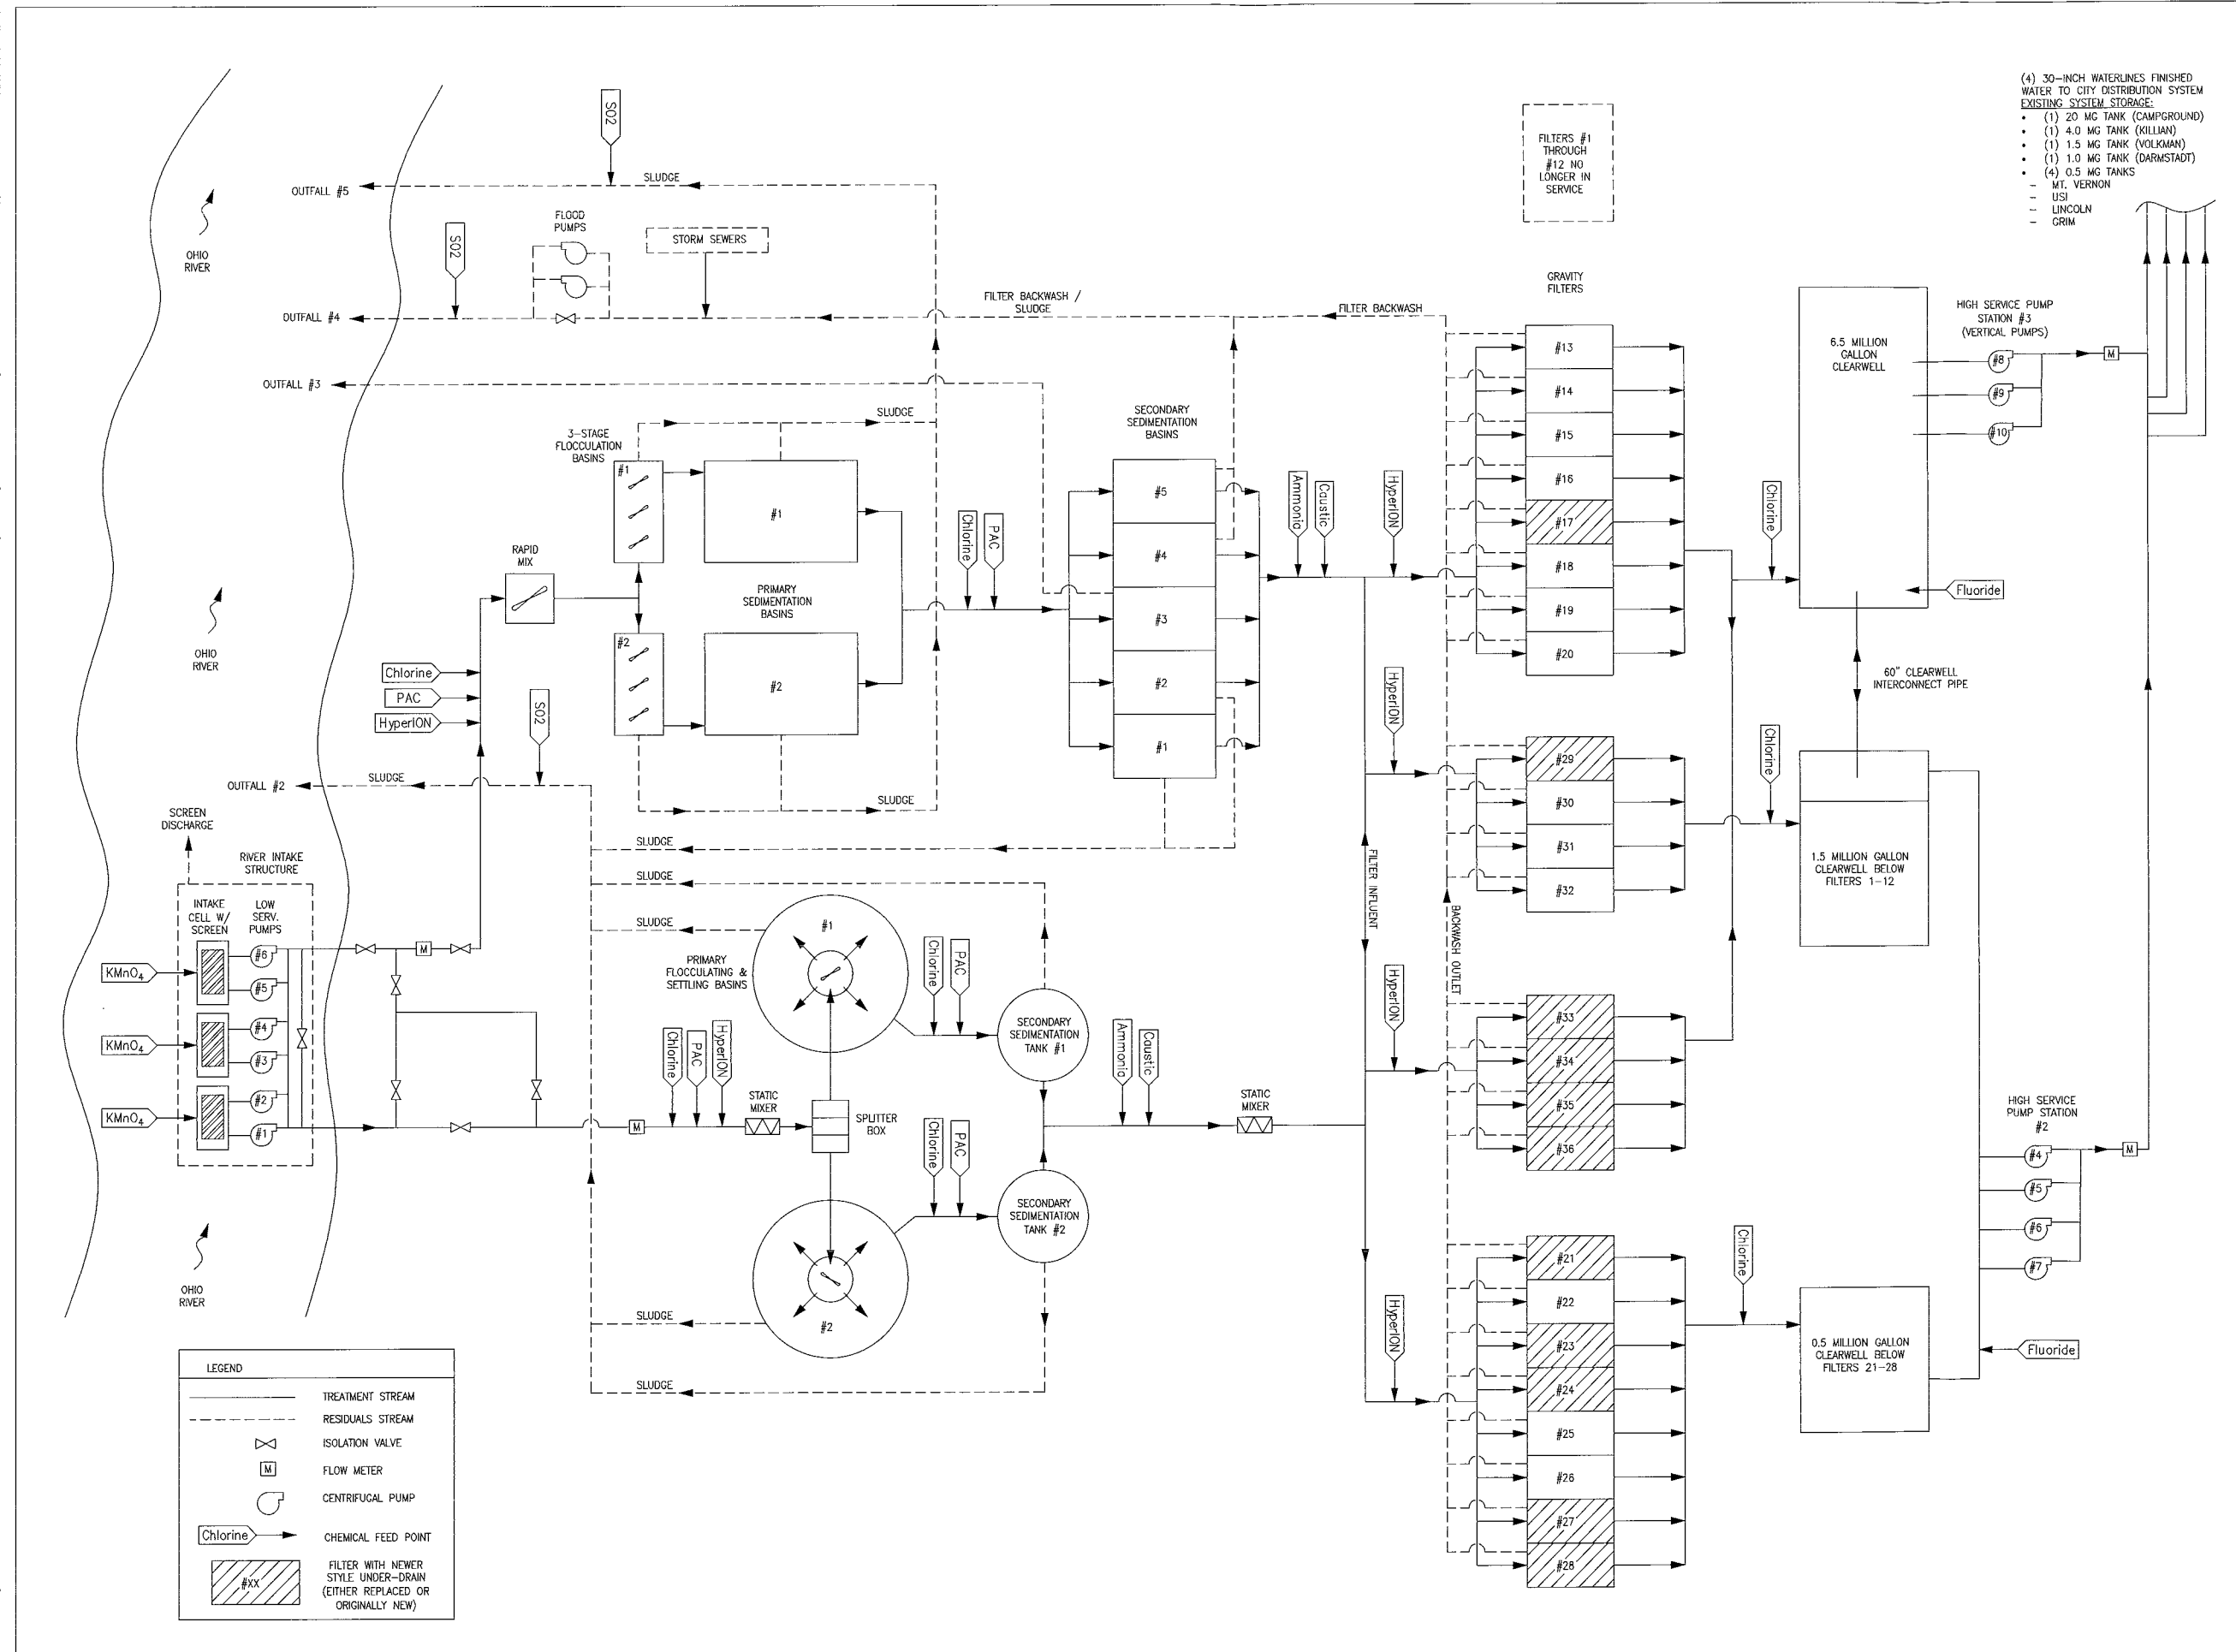 (4) 30-INCH WATERLINES FINISHED
WATER TO CITY DISTRIBUTION SYSTEM
EXISTING SYSTEM STORAGE:
• (1) 20 MG TANK (CAMPGROUND)
• (1) 4.0 MG TANK (KILLIAN)
• (1) 1.5 MG TANK (VOLKMAN)
• (1) 1.0 MG TANK (DARMSTADT)
• (4) 0.5 MG TANKS
– MT. VERNON
– USI
– LINCOLN
– GRIM
SO2
FILTERS #1
THROUGH
#12 NO
LONGER IN
SERVICE
OUTFALL #5
SLUDGE
OHIO
RIVER
SO2
FLOOD
PUMPS
STORM SEWERS
OUTFALL #4
FILTER BACKWASH /
SLUDGE
FILTER BACKWASH
GRAVITY
FILTERS
OUTFALL #3
SLUDGE
3-STAGE
FLOCCULATION
BASINS
#1
#1
PRIMARY
SEDIMENTATION
BASINS
#2
#2
RAPID
MIX
Chlorine
PAC
SECONDARY
SEDIMENTATION
BASINS
#5
#4
#3
#2
#1
Ammonia
Caustic
HyperION
#13
#14
#15
#16
#17
#18
#19
#20
Chlorine
6.5 MILLION
GALLON
CLEARWELL
HIGH SERVICE PUMP
STATION #3
(VERTICAL PUMPS)
#8
#9
#10
M
Fluoride
OHIO
RIVER
Chlorine
PAC
HyperION
SO2
OUTFALL #2
SLUDGE
SLUDGE
SLUDGE
HyperION
#29
#30
#31
#32
Chlorine
60" CLEARWELL
INTERCONNECT PIPE
1.5 MILLION GALLON
CLEARWELL BELOW
FILTERS 1-12
SCREEN
DISCHARGE
RIVER INTAKE
STRUCTURE
INTAKE
CELL W/
SCREEN
LOW
SERV.
PUMPS
KMnO4
KMnO4
KMnO4
#6
#5
#4
#3
#2
#1
M
SLUDGE
SLUDGE
PRIMARY
FLOCCULATING &
SETTLING BASINS
#1
Chlorine
PAC
SECONDARY
SEDIMENTATION
TANK #1
FILTER INFLUENT
BACKWASH OUTLET
HyperION
#33
#34
#35
#36
M
Chlorine
PAC
HyperION
STATIC
MIXER
SPLITTER
BOX
Chlorine
PAC
SECONDARY
SEDIMENTATION
TANK #2
Ammonia
Caustic
STATIC
MIXER
HIGH SERVICE
PUMP STATION
#2
#4
#5
#6
#7
M
OHIO
RIVER
SLUDGE
#2
SLUDGE
HyperION
#21
#22
#23
#24
#25
#26
#27
#28
Chlorine
0.5 MILLION GALLON
CLEARWELL BELOW
FILTERS 21-28
Fluoride
LEGEND
TREATMENT STREAM
RESIDUALS STREAM
ISOLATION VALVE
M
FLOW METER
CENTRIFUGAL PUMP
Chlorine
CHEMICAL FEED POINT
#XX
FILTER WITH NEWER
STYLE UNDER-DRAIN
(EITHER REPLACED OR
ORIGINALLY NEW)